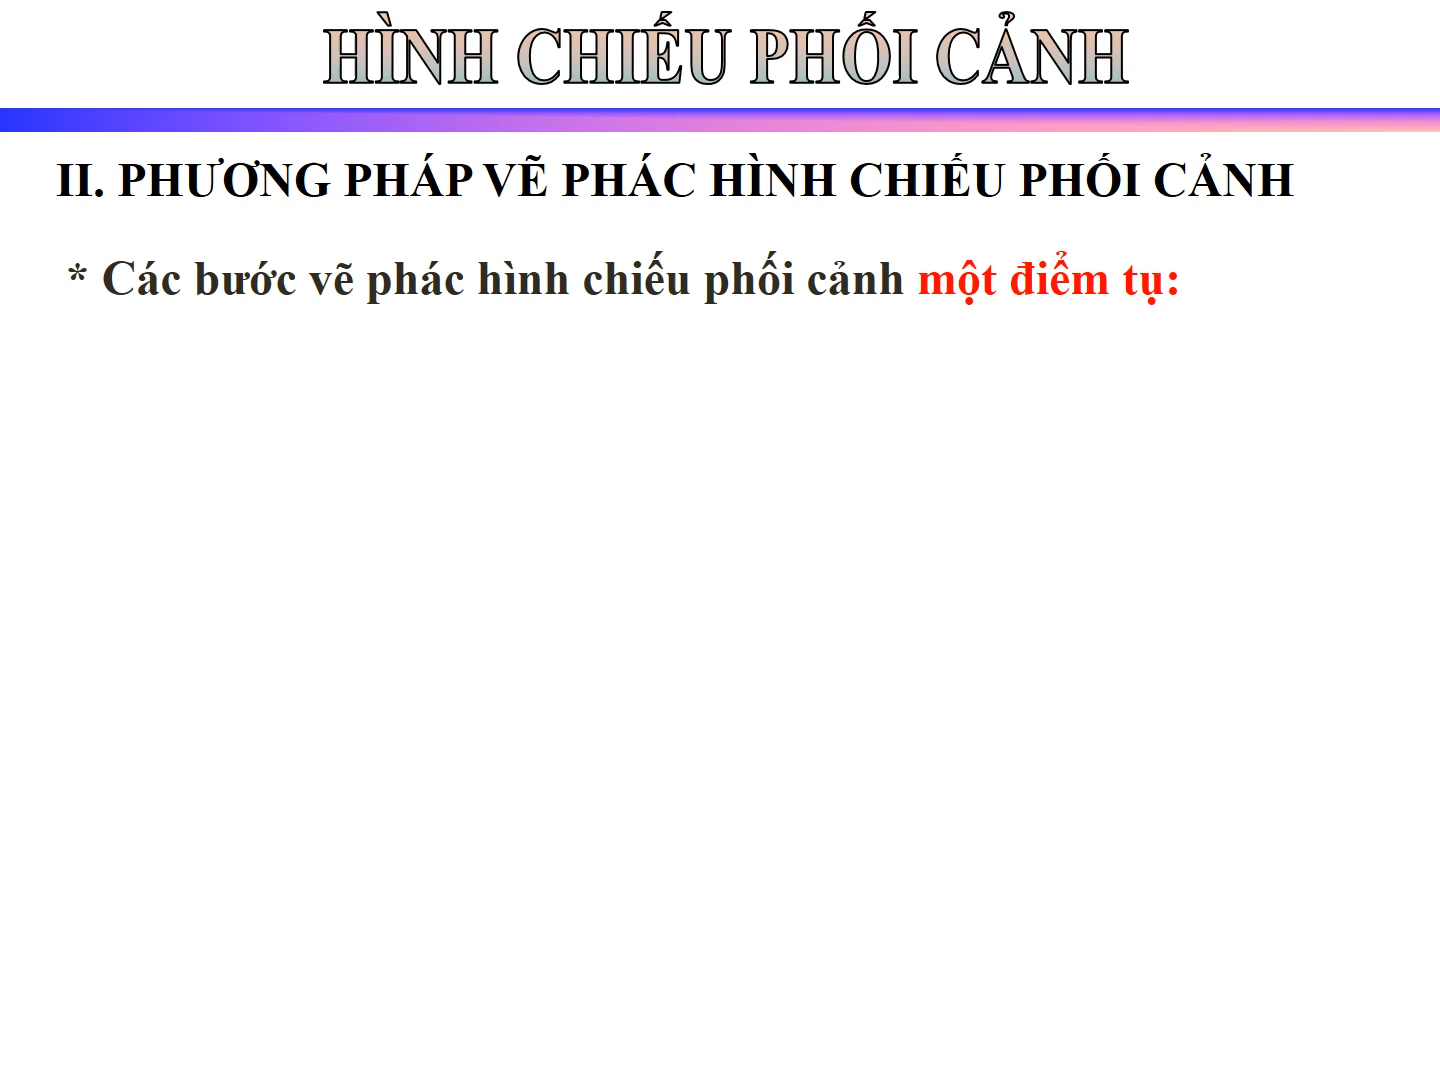 HÌNH CHIẾU PHỐI CẢNH
II. PHƯƠNG PHÁP VẼ PHÁC HÌNH CHIẾU PHỐI CẢNH
* Các bước vẽ phác hình chiếu phối cảnh một điểm tụ: